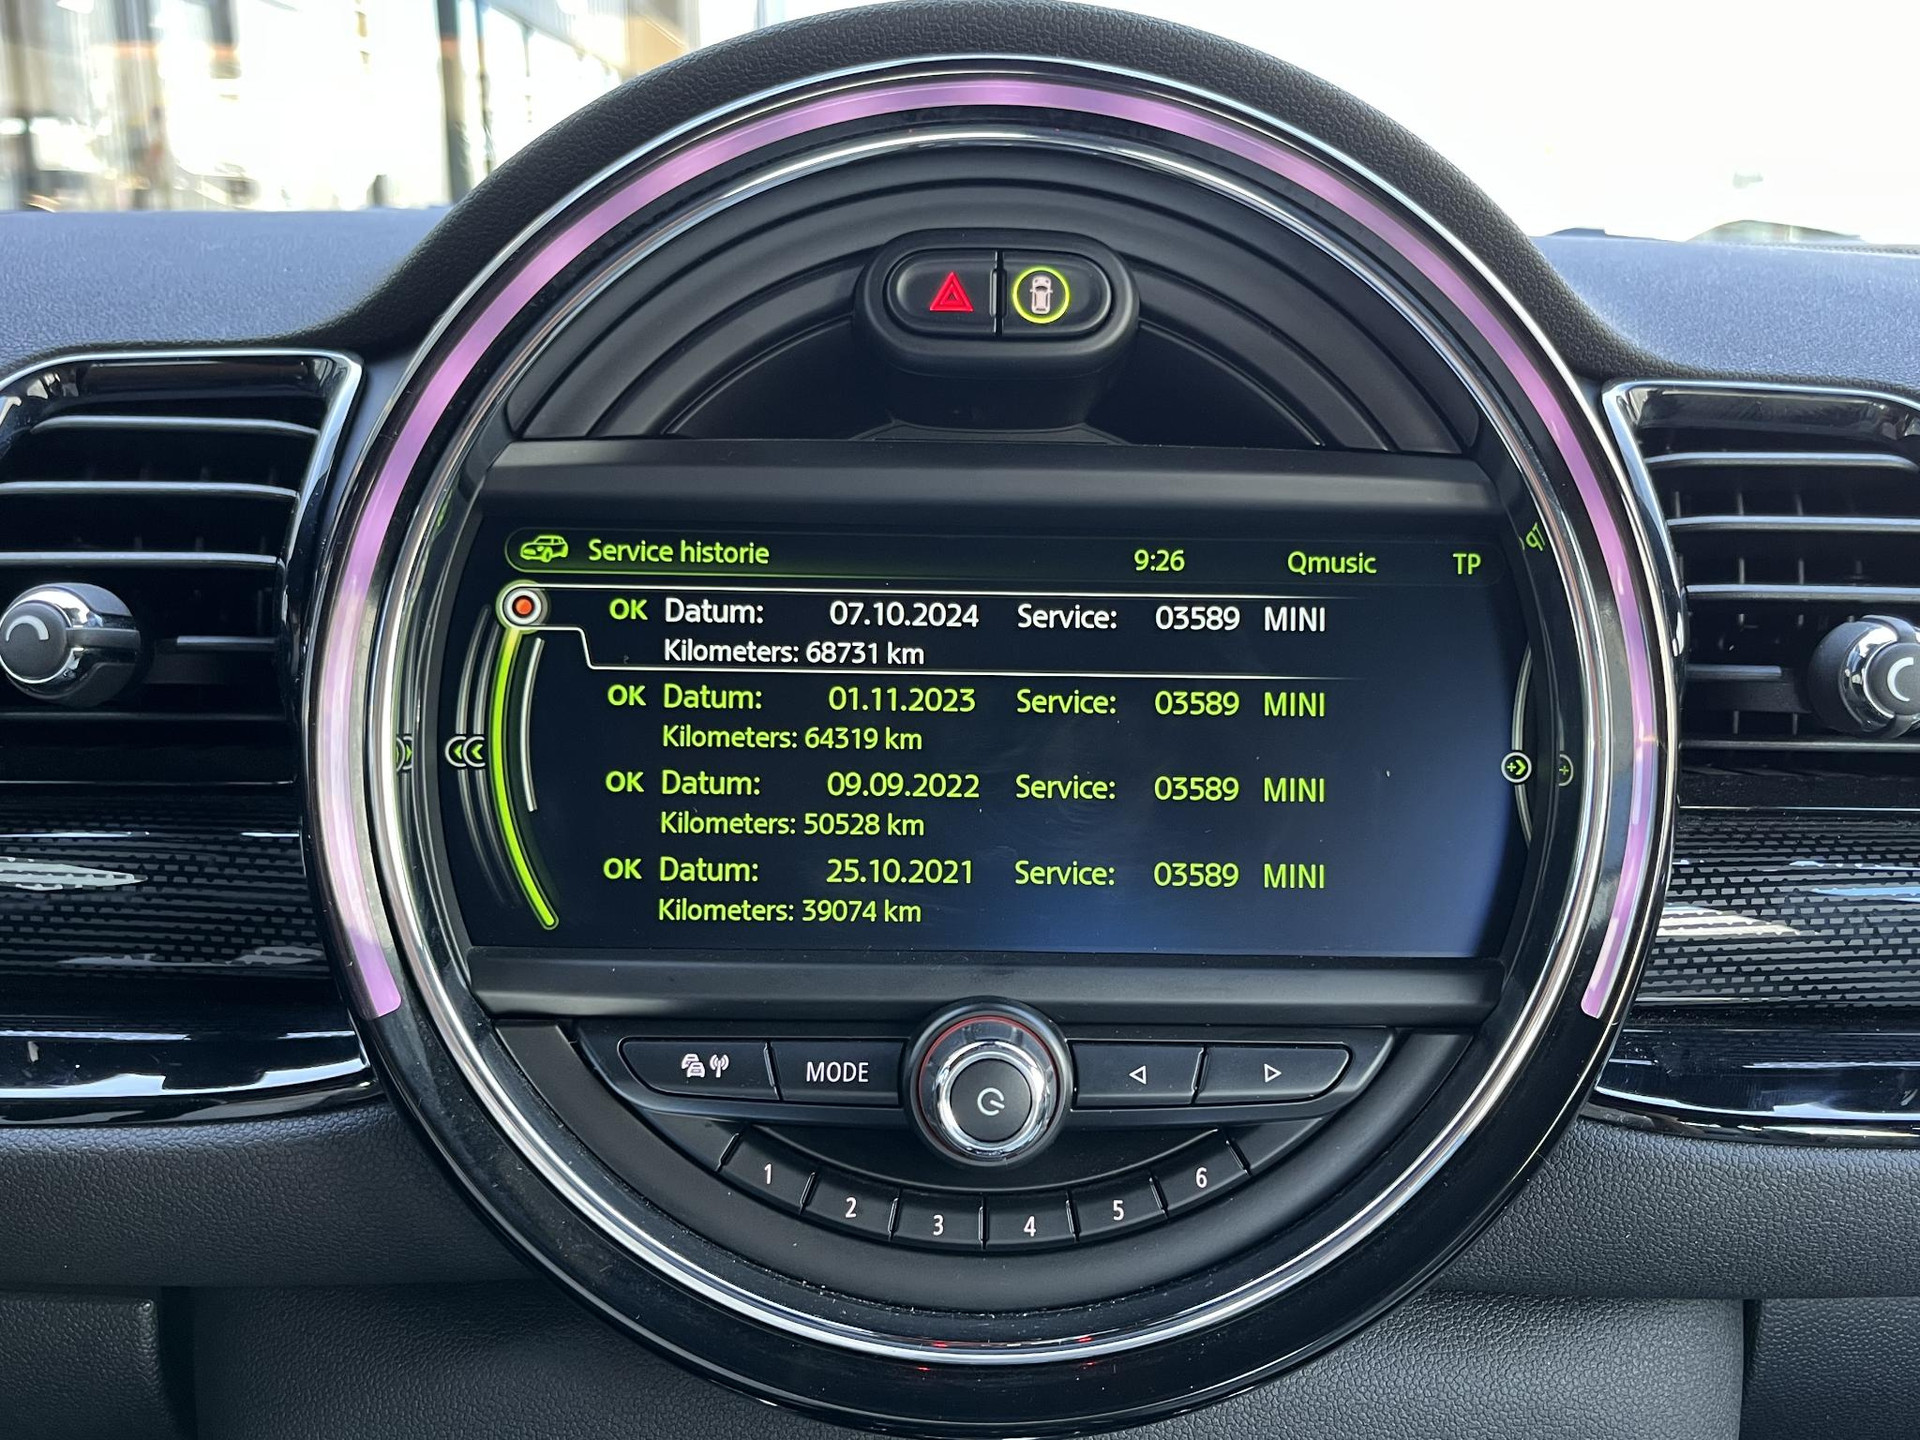 Service historie 9:26 Qmusic TP
OK Datum: 07.10.2024 Service: 03589 MINI
Kilometers: 68731 km
OK Datum: 01.11.2023 Service: 03589 MINI
Kilometers: 64319 km
OK Datum: 09.09.2022 Service: 03589 MINI
Kilometers: 50528 km
OK Datum: 25.10.2021 Service: 03589 MINI
Kilometers: 39074 km
MODE
1 2 3 4 5 6